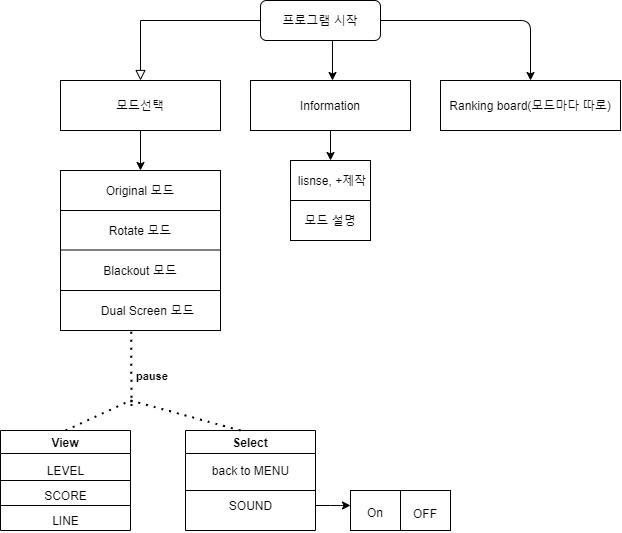 프로그램 시작
모드선택
Information
Ranking board(모드마다 따로)
Original 모드
Rotate 모드
Blackout 모드
Dual Screen 모드
lisnse, +제작
모드 설명
pause
View
LEVEL
SCORE
LINE
Select
back to MENU
SOUND
On
OFF